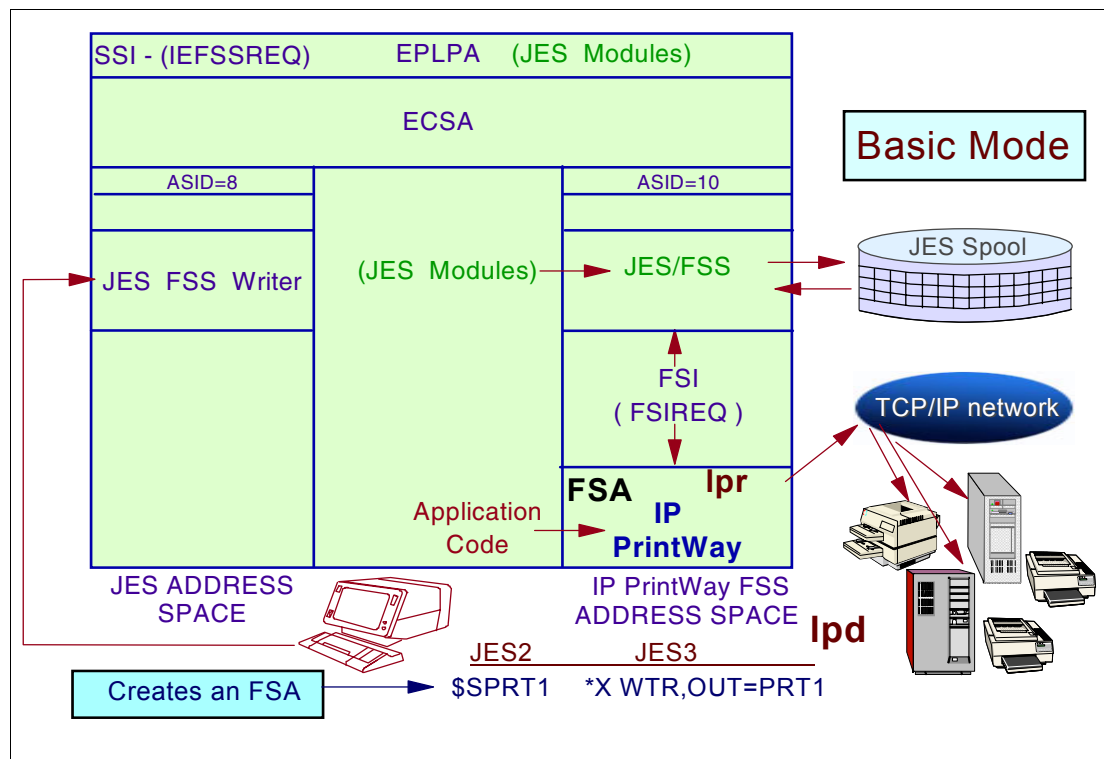 SSI - (IEFSSREQ) EPLPA (JES Modules)
ECSA
Basic Mode
ASID=8 ASID=10
JES Spool
JES FSS Writer
(JES Modules)
JES/FSS
FSI
( FSIREQ )
TCP/IP network
FSA lpr
IP
PrintWay
Application
Code
JES ADDRESS
SPACE
IP PrintWay FSS
ADDRESS SPACE
lpd
JES2 JES3
Creates an FSA
$SPRT1 *X WTR,OUT=PRT1